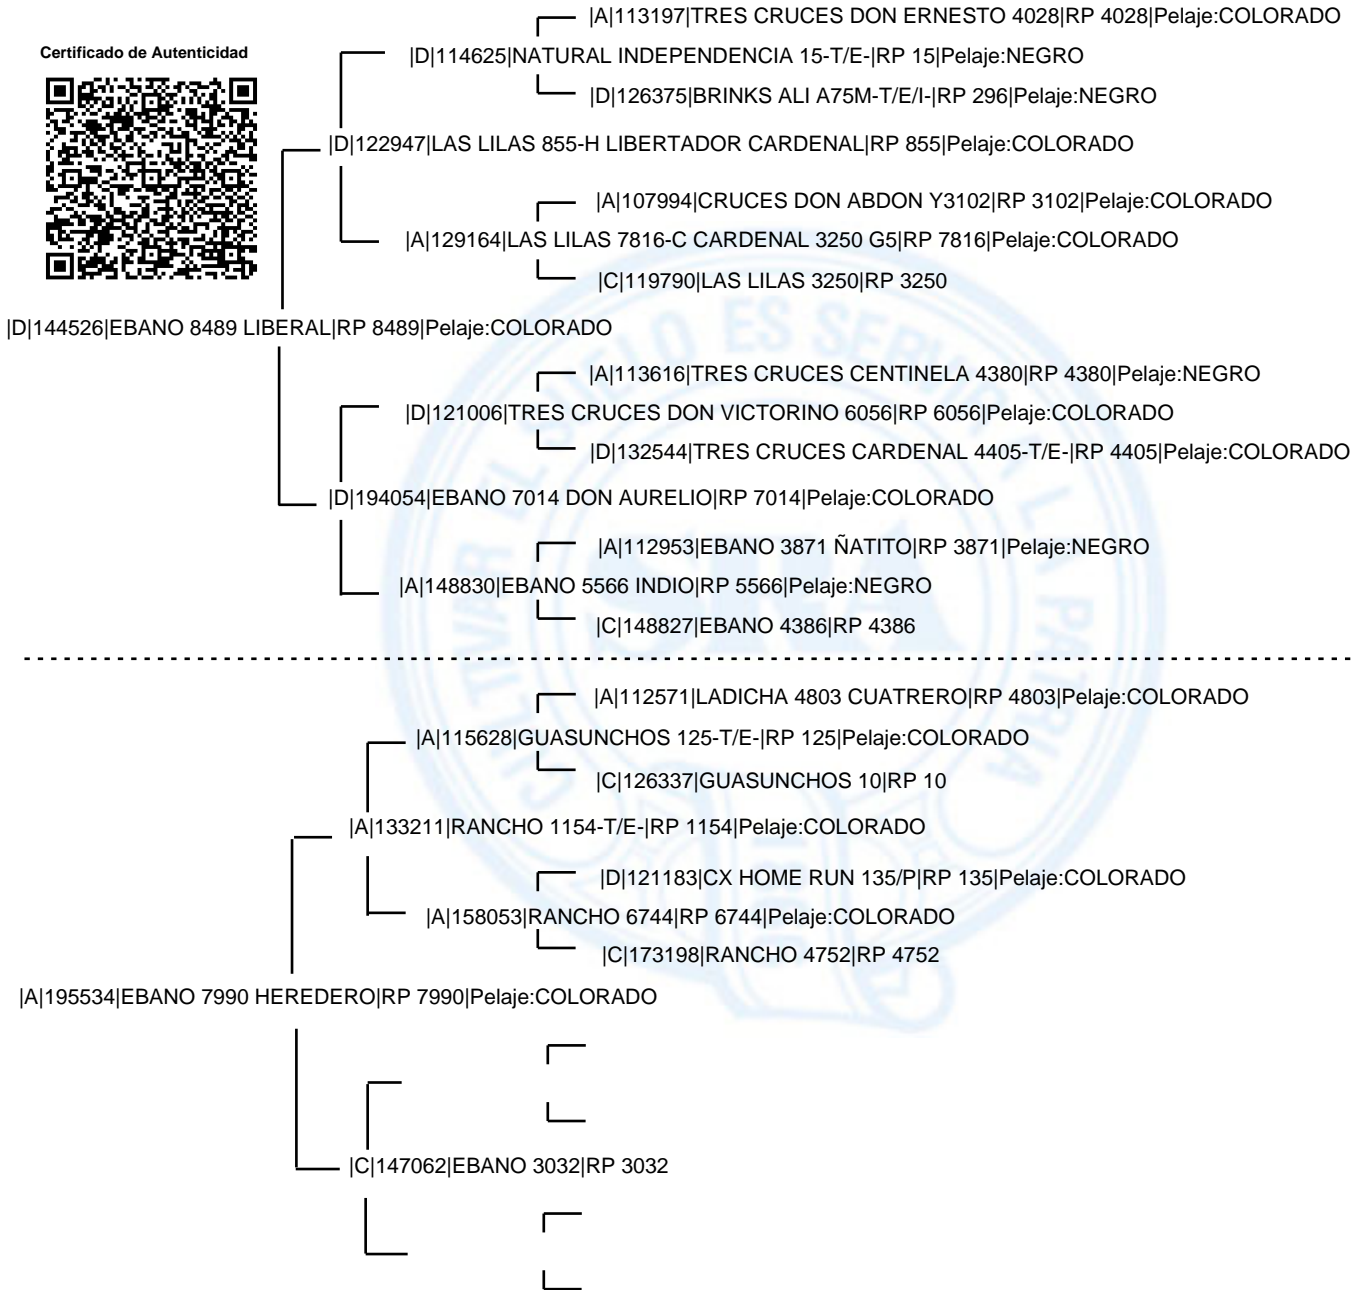 |A|113197|TRES CRUCES DON ERNESTO 4028|RP 4028|Pelaje:COLORADO
Certificado de Autenticidad
|D|114625|NATURAL INDEPENDENCIA 15-T/E-|RP 15|Pelaje:NEGRO
|D|126375|BRINKS ALI A75M-T/E/I-|RP 296|Pelaje:NEGRO
|D|122947|LAS LILAS 855-H LIBERTADOR CARDENAL|RP 855|Pelaje:COLORADO
|A|107994|CRUCES DON ABDON Y3102|RP 3102|Pelaje:COLORADO
|A|129164|LAS LILAS 7816-C CARDENAL 3250 G5|RP 7816|Pelaje:COLORADO
|C|119790|LAS LILAS 3250|RP 3250
|D|144526|EBANO 8489 LIBERAL|RP 8489|Pelaje:COLORADO
|A|113616|TRES CRUCES CENTINELA 4380|RP 4380|Pelaje:NEGRO
|D|121006|TRES CRUCES DON VICTORINO 6056|RP 6056|Pelaje:COLORADO
|D|132544|TRES CRUCES CARDENAL 4405-T/E-|RP 4405|Pelaje:COLORADO
|D|194054|EBANO 7014 DON AURELIO|RP 7014|Pelaje:COLORADO
|A|112953|EBANO 3871 ÑATITO|RP 3871|Pelaje:NEGRO
|A|148830|EBANO 5566 INDIO|RP 5566|Pelaje:NEGRO
|C|148827|EBANO 4386|RP 4386
|A|112571|LADICHA 4803 CUATRERO|RP 4803|Pelaje:COLORADO
|A|115628|GUASUNCHOS 125-T/E-|RP 125|Pelaje:COLORADO
|C|126337|GUASUNCHOS 10|RP 10
|A|133211|RANCHO 1154-T/E-|RP 1154|Pelaje:COLORADO
|D|121183|CX HOME RUN 135/P|RP 135|Pelaje:COLORADO
|A|158053|RANCHO 6744|RP 6744|Pelaje:COLORADO
|C|173198|RANCHO 4752|RP 4752
|A|195534|EBANO 7990 HEREDERO|RP 7990|Pelaje:COLORADO
|C|147062|EBANO 3032|RP 3032
CULTIVAR EL SUELO ES SERVIR A LA PATRIA
SRA
1866